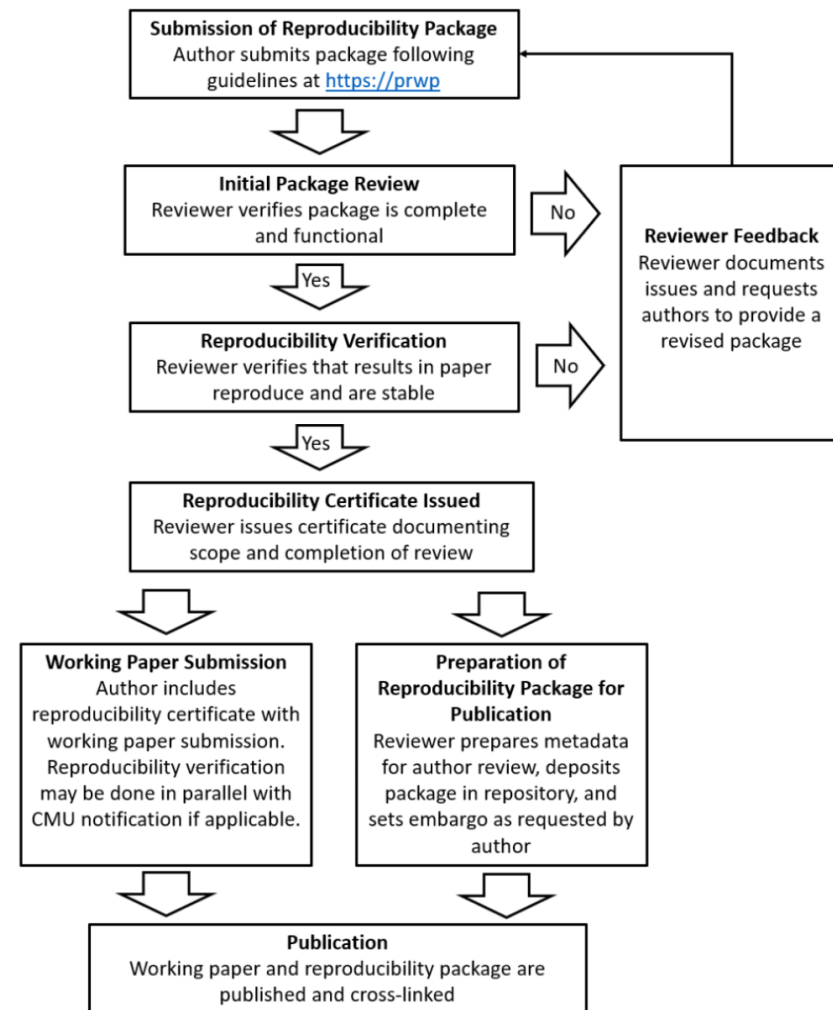 Submission of Reproducibility Package
Author submits package following
guidelines at https://prwp
Initial Package Review
Reviewer verifies package is complete
and functional
No
Reviewer Feedback
Reviewer documents
issues and requests
authors to provide a
revised package
Yes
Reproducibility Verification
Reviewer verifies that results in paper
reproduce and are stable
No
Yes
Reproducibility Certificate Issued
Reviewer issues certificate documenting
scope and completion of review
Working Paper Submission
Author includes
reproducibility certificate with
working paper submission.
Reproducibility verification
may be done in parallel with
CMU notification if applicable.
Preparation of
Reproducibility Package for
Publication
Reviewer prepares metadata
for author review, deposits
package in repository, and
sets embargo as requested by
author
Publication
Working paper and reproducibility package are
published and cross-linked